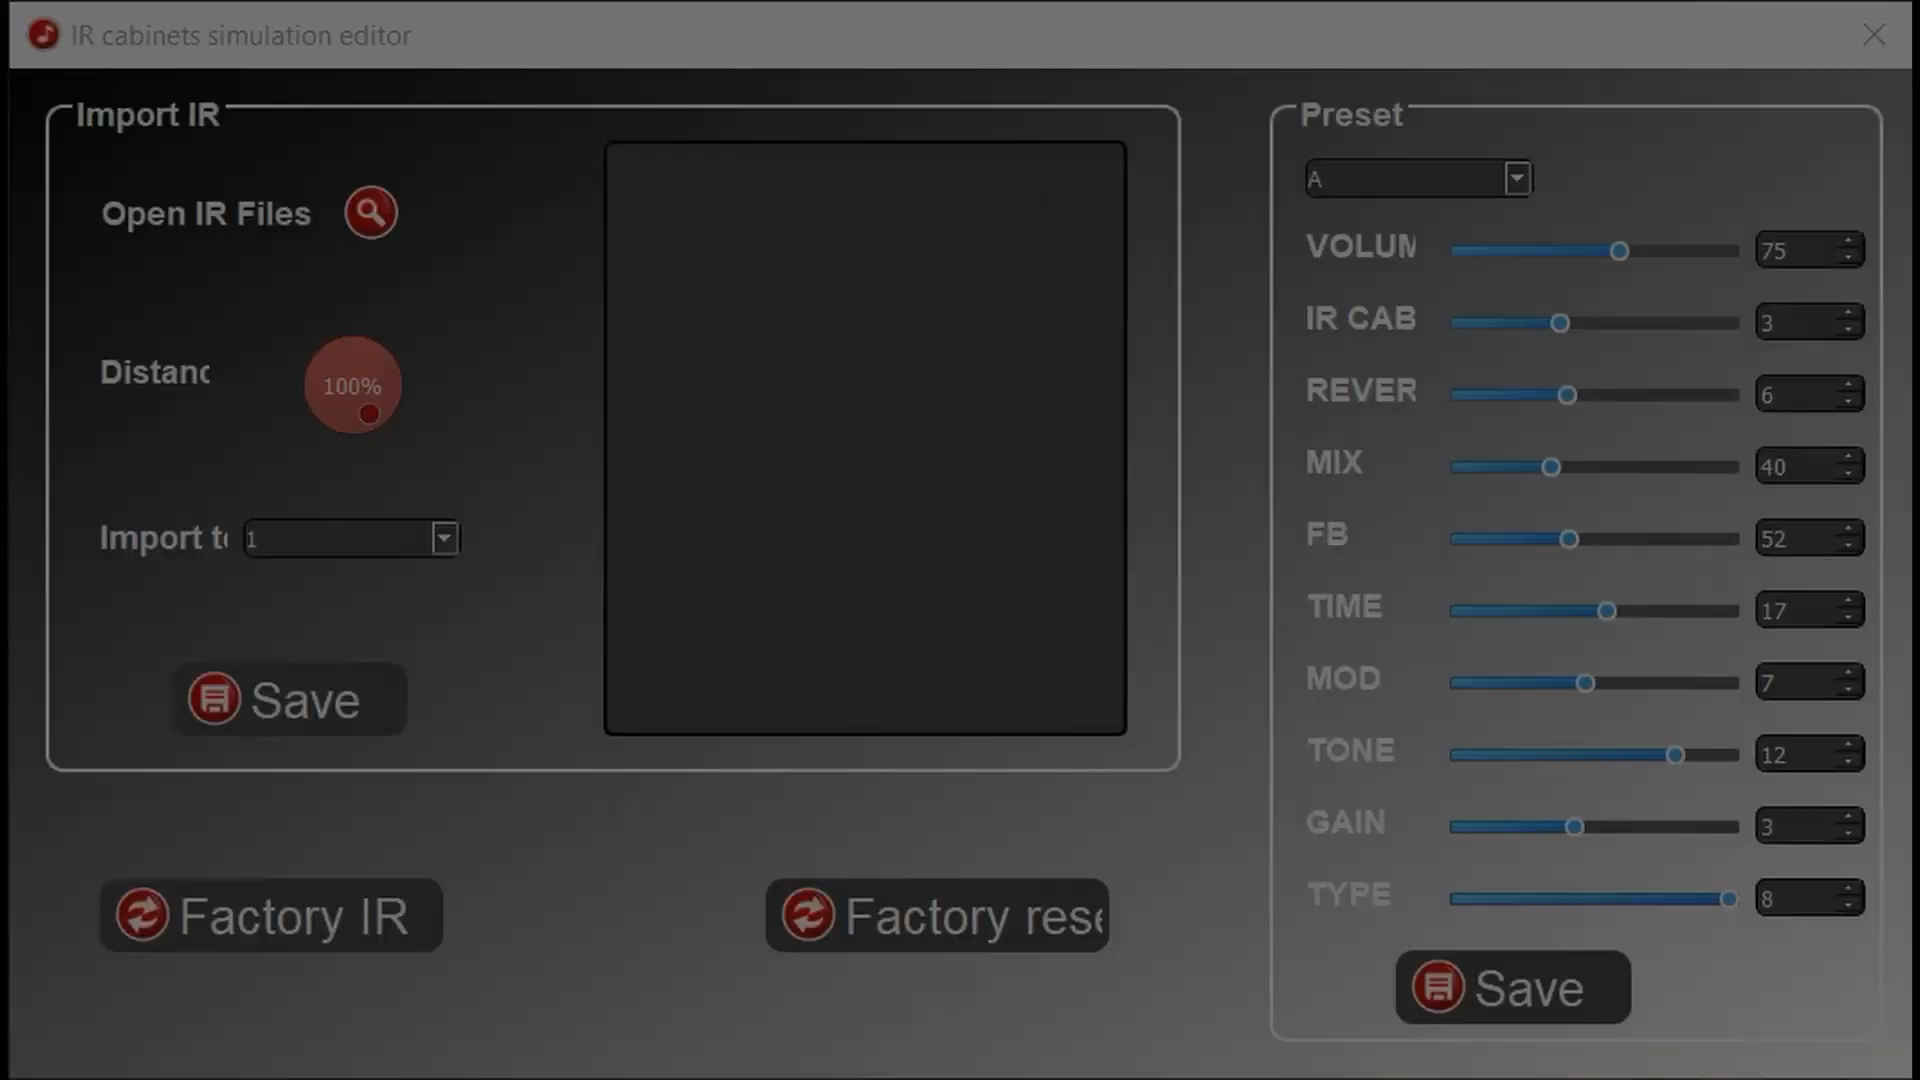 IR cabinets simulation editor
Import IR
Open IR Files
Distanc
100%
Import to
1
Save
Factory IR
Factory rese
Preset
A
VOLUM 75
IR CAB 3
REVER 6
MIX 40
FB 52
TIME 17
MOD 7
TONE 12
GAIN 3
TYPE 8
Save